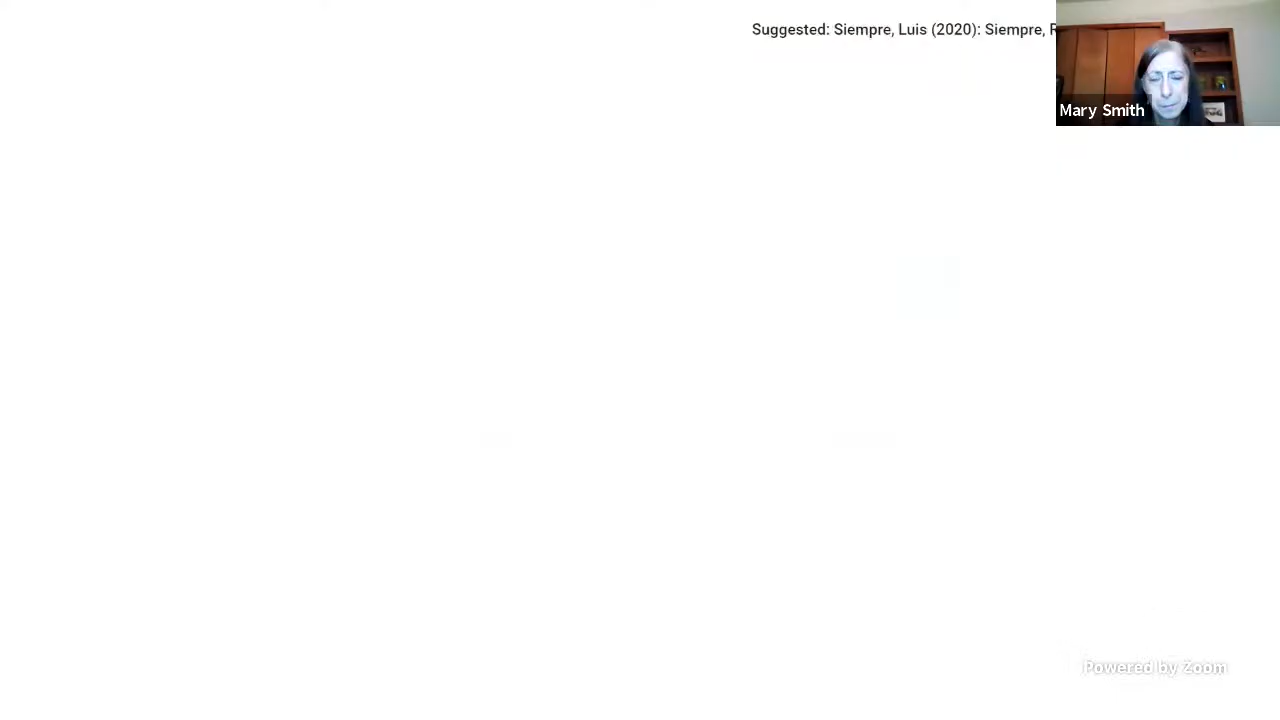 Suggested: Siempre, Luis (2020): Siempre,
Mary Smith
Powered by Zoom